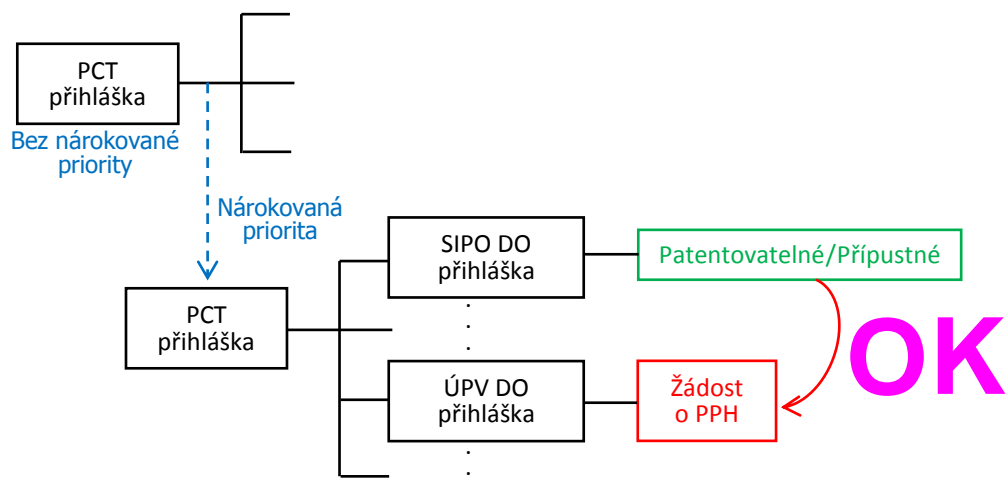 PCT
přihláška
Bez nárokované
priority
Nárokovaná
priorita
PCT
přihláška
SIPO DO
přihláška
Patentovatelné/Přípustné
ÚPV DO
přihláška
Žádost
o PPH
OK